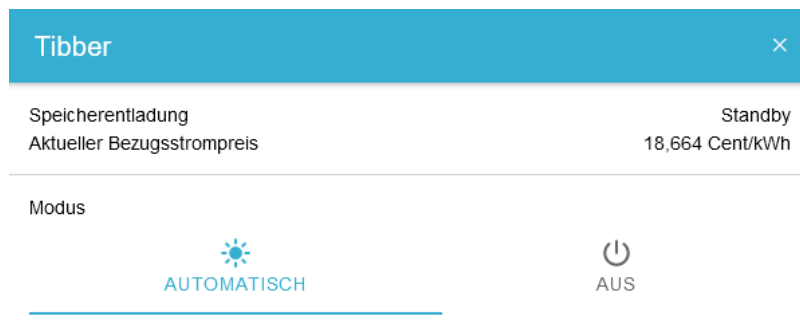 Tibber
Speicherentladung Standby
Aktueller Bezugsstrompreis 18,664 Cent/kWh
Modus
AUTOMATISCH AUS